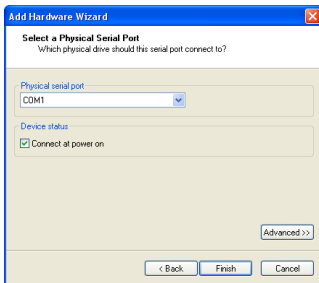 Add Hardware Wizard
Select a Physical Serial Port
Which physical drive should this serial port connect to?
Physical serial port
COM1
Device status
Connect at power on
Advanced >>
< Back
Finish
Cancel